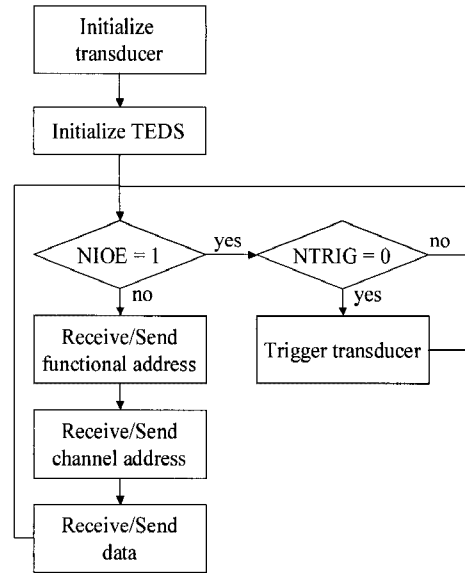 Initialize
transducer
Initialize TEDS
NIOE = 1
yes
NTRIG = 0
no
no
yes
Receive/Send
functional address
Trigger transducer
Receive/Send
channel address
Receive/Send
data